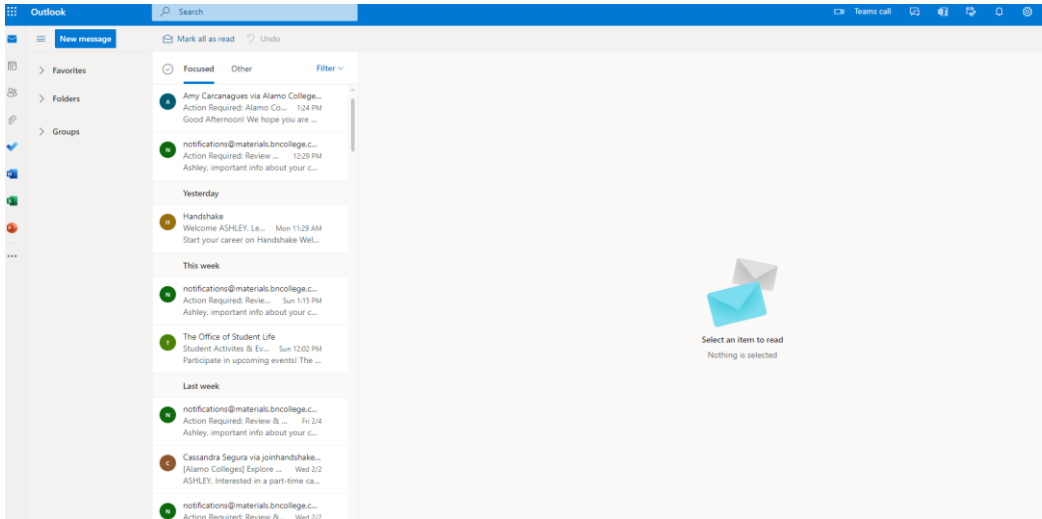 Outlook
Search
Teams call
New message
Mark all as read
Undo
Favorites
Folders
Groups
Focused
Other
Filter
A
Amy Carcanagues via Alamo College...
Action Required: Alamo Co... 1:24 PM
Good Afternoon! We hope you are ...
N
notifications@materials.bncollege.c...
Action Required: Review ... 12:29 PM
Ashley, important info about your c...
Yesterday
H
Handshake
Welcome ASHLEY. Le... Mon 11:29 AM
Start your career on Handshake Wel...
This week
N
notifications@materials.bncollege.c...
Action Required: Revie... Sun 1:15 PM
Ashley, important info about your c...
T
The Office of Student Life
Student Activites & Ev... Sun 12:02 PM
Participate in upcoming events! The ...
Last week
N
notifications@materials.bncollege.c...
Action Required: Review & ... Fri 2/4
Ashley, important info about your c...
C
Cassandra Segura via joinhandshake...
[Alamo Colleges] Explore ... Wed 2/2
ASHLEY, Interested in a part-time ca...
N
notifications@materials.bncollege.c...
Action Required: Review &... Wed 2/2
Select an item to read
Nothing is selected